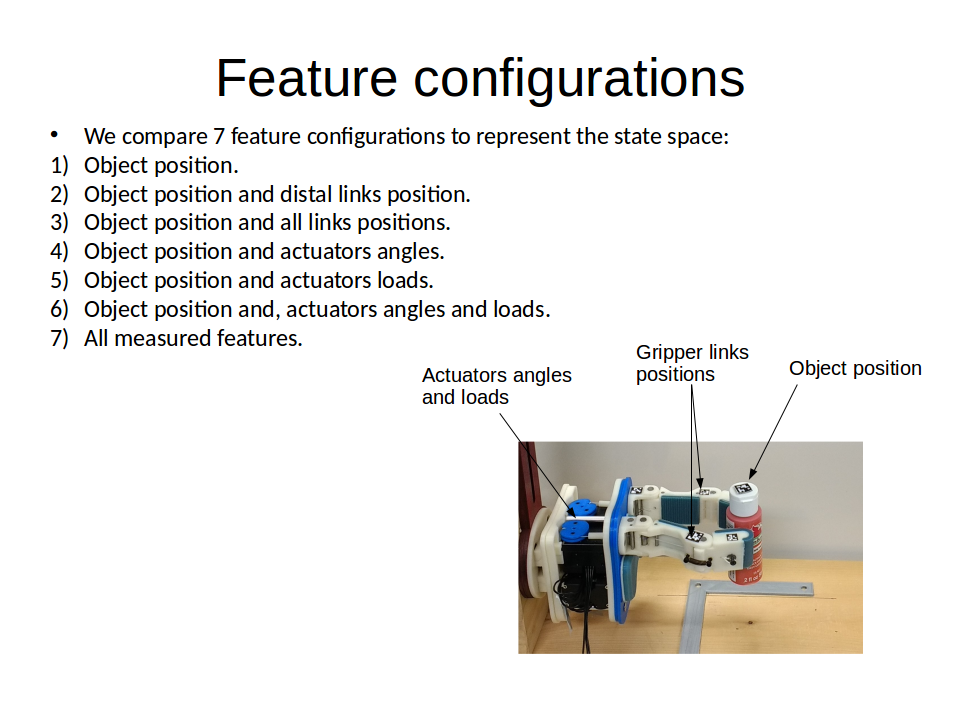 Feature configurations
• We compare 7 feature configurations to represent the state space:
1) Object position.
2) Object position and distal links position.
3) Object position and all links positions.
4) Object position and actuators angles.
5) Object position and actuators loads.
6) Object position and, actuators angles and loads.
7) All measured features.
Gripper links
positions
Object position
Actuators angles
and loads